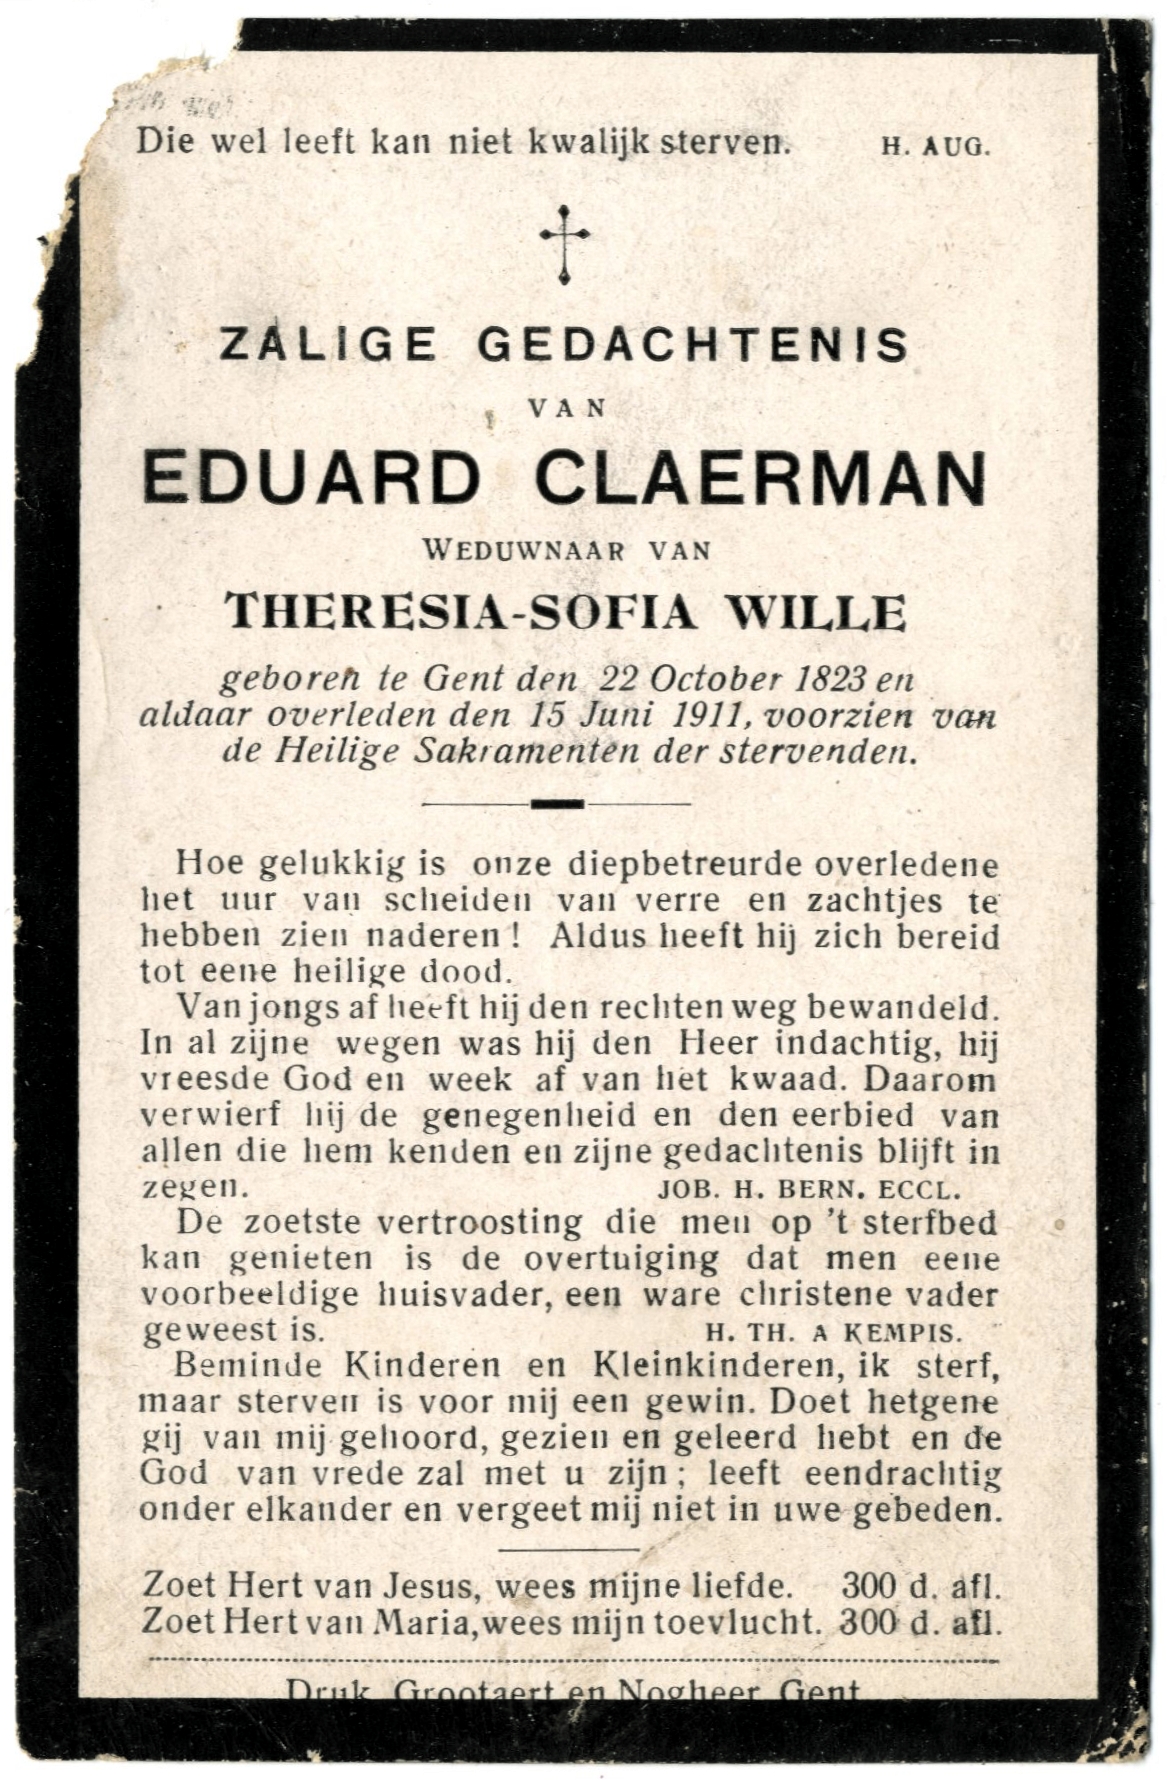 Die wel leeft kan niet kwalijk sterven. H. AUG.
ZALIGE GEDACHTENIS
VAN
EDUARD CLAERMAN
WEDUWNAAR VAN
THERESIA-SOFIA WILLE
geboren te Gent den 22 October 1823 en
aldaar overleden den 15 Juni 1911, voorzien van
de Heilige Sakramenten der stervenden.
Hoe gelukkig is onze diepbetreurde overledene
het uur van scheiden van verre en zachtjes te
hebben zien naderen! Aldus heeft hij zich bereid
tot eene heilige dood.
Van jongs af heeft hij den rechten weg bewandeld.
In al zijne wegen was hij den Heer indachtig, hij
vreesde God en week af van het kwaad. Daarom
verwierf hij de genegenheid en den eerbied van
allen die hem kenden en zijne gedachtenis blijft in
zegen. JOB. H. BERN. ECCL.
De zoetste vertroosting die men op 't sterfbed
kan genieten is de overtuiging dat men eene
voorbeeldige huisvader, een ware christene vader
geweest is. H. TH. A KEMPIS.
Beminde Kinderen en Kleinkinderen, ik sterf,
maar sterven is voor mij een gewin. Doet hetgene
gij van mij gehoord, gezien en geleerd hebt en de
God van vrede zal met u zijn; leeft eendrachtig
onder elkander en vergeet mij niet in uwe gebeden.
Zoet Hert van Jesus, wees mijne liefde. 300 d. afl.
Zoet Hert van Maria, wees mijn toevlucht. 300 d. afl.
Druk. Grootaert en Nogheer, Gent